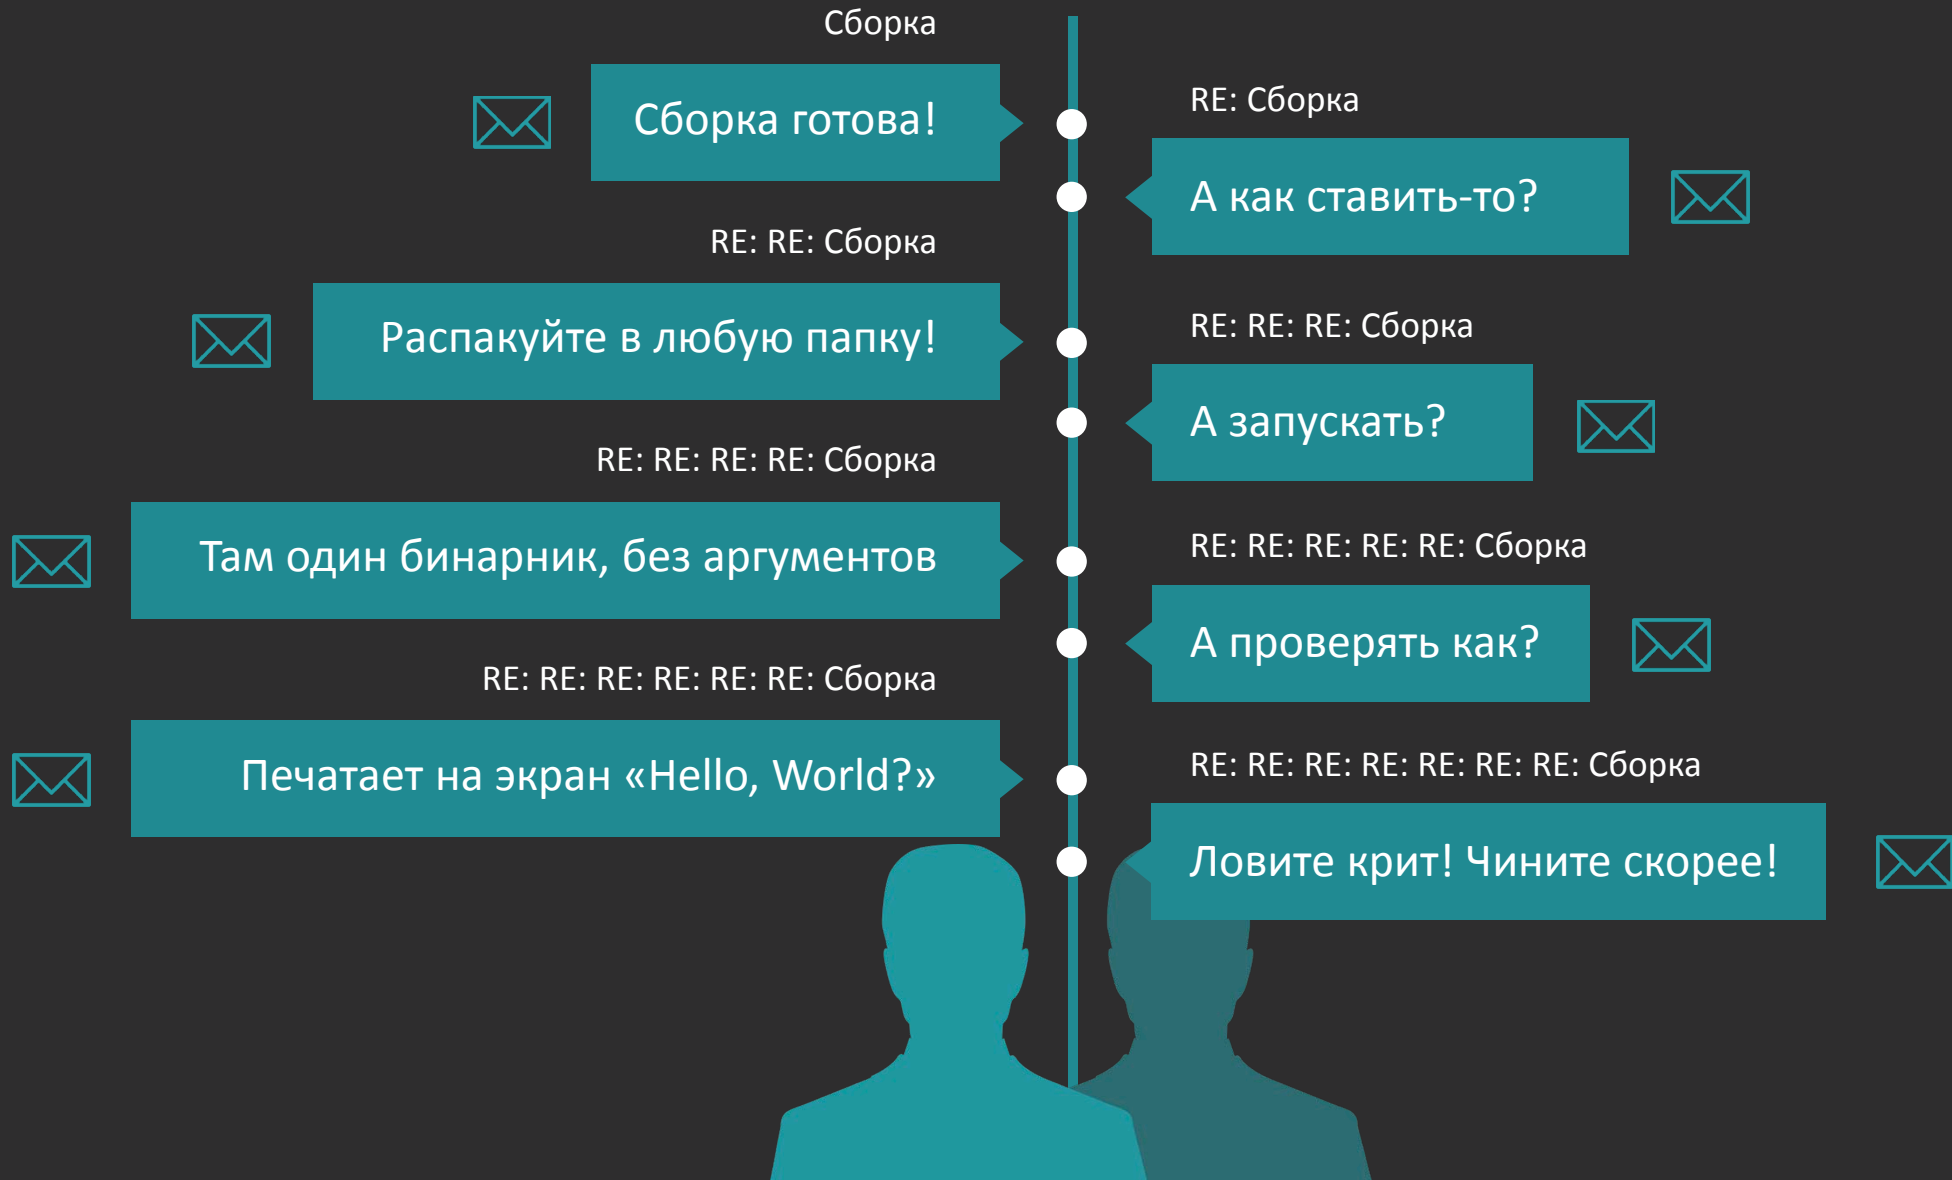 Сборка
Сборка готова!
RE: Сборка
А как ставить-то?
RE: RE: Сборка
Распакуйте в любую папку!
RE: RE: RE: Сборка
А запускать?
RE: RE: RE: RE: Сборка
Там один бинарник, без аргументов
RE: RE: RE: RE: RE: Сборка
А проверять как?
RE: RE: RE: RE: RE: RE: Сборка
Печатает на экран «Hello, World?»
RE: RE: RE: RE: RE: RE: RE: Сборка
Ловите крит! Чините скорее!